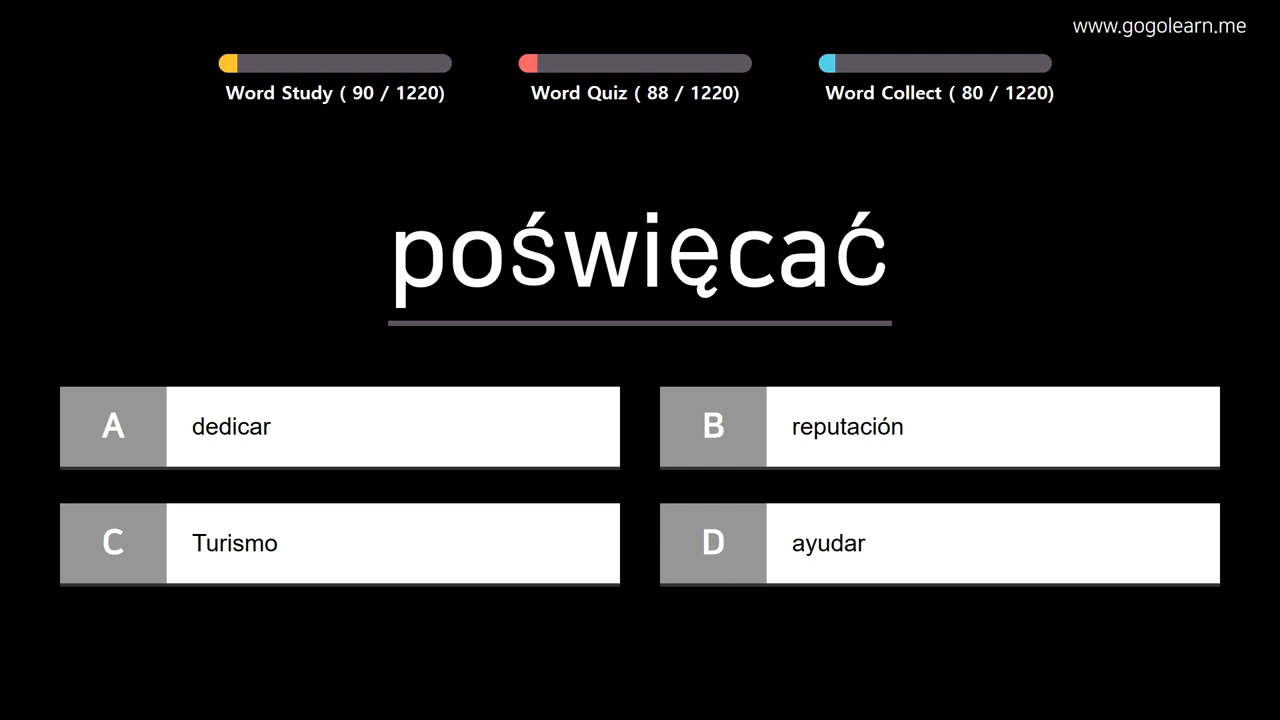 www.gogolearn.me
Word Study ( 90 / 1220)
Word Quiz ( 88 / 1220)
Word Collect ( 80 / 1220)
poświęcać
A dedicar
B reputación
C Turismo
D ayudar